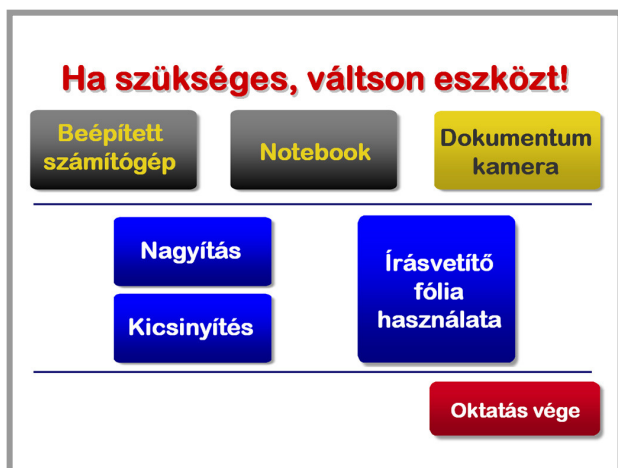 Ha szükséges, váltson eszközt!
Beépített
számítógép
Notebook
Dokumentum
kamera
Nagyítás
Kicsinyítés
Írásvetítő
fólia
használata
Oktatás vége